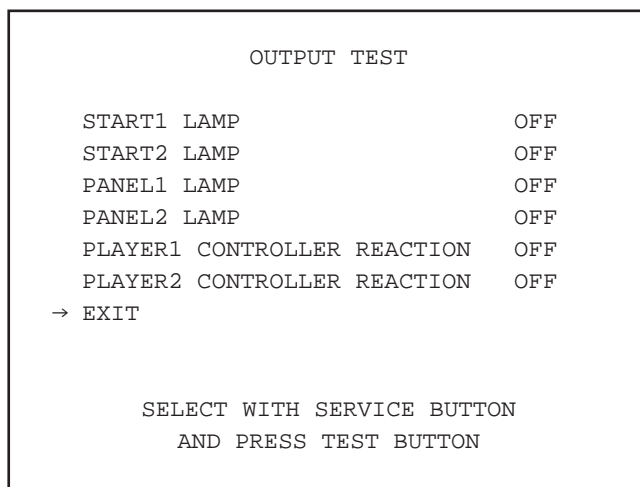 OUTPUT TEST
START1 LAMP OFF
START2 LAMP OFF
PANEL1 LAMP OFF
PANEL2 LAMP OFF
PLAYER1 CONTROLLER REACTION OFF
PLAYER2 CONTROLLER REACTION OFF
→ EXIT
SELECT WITH SERVICE BUTTON
AND PRESS TEST BUTTON